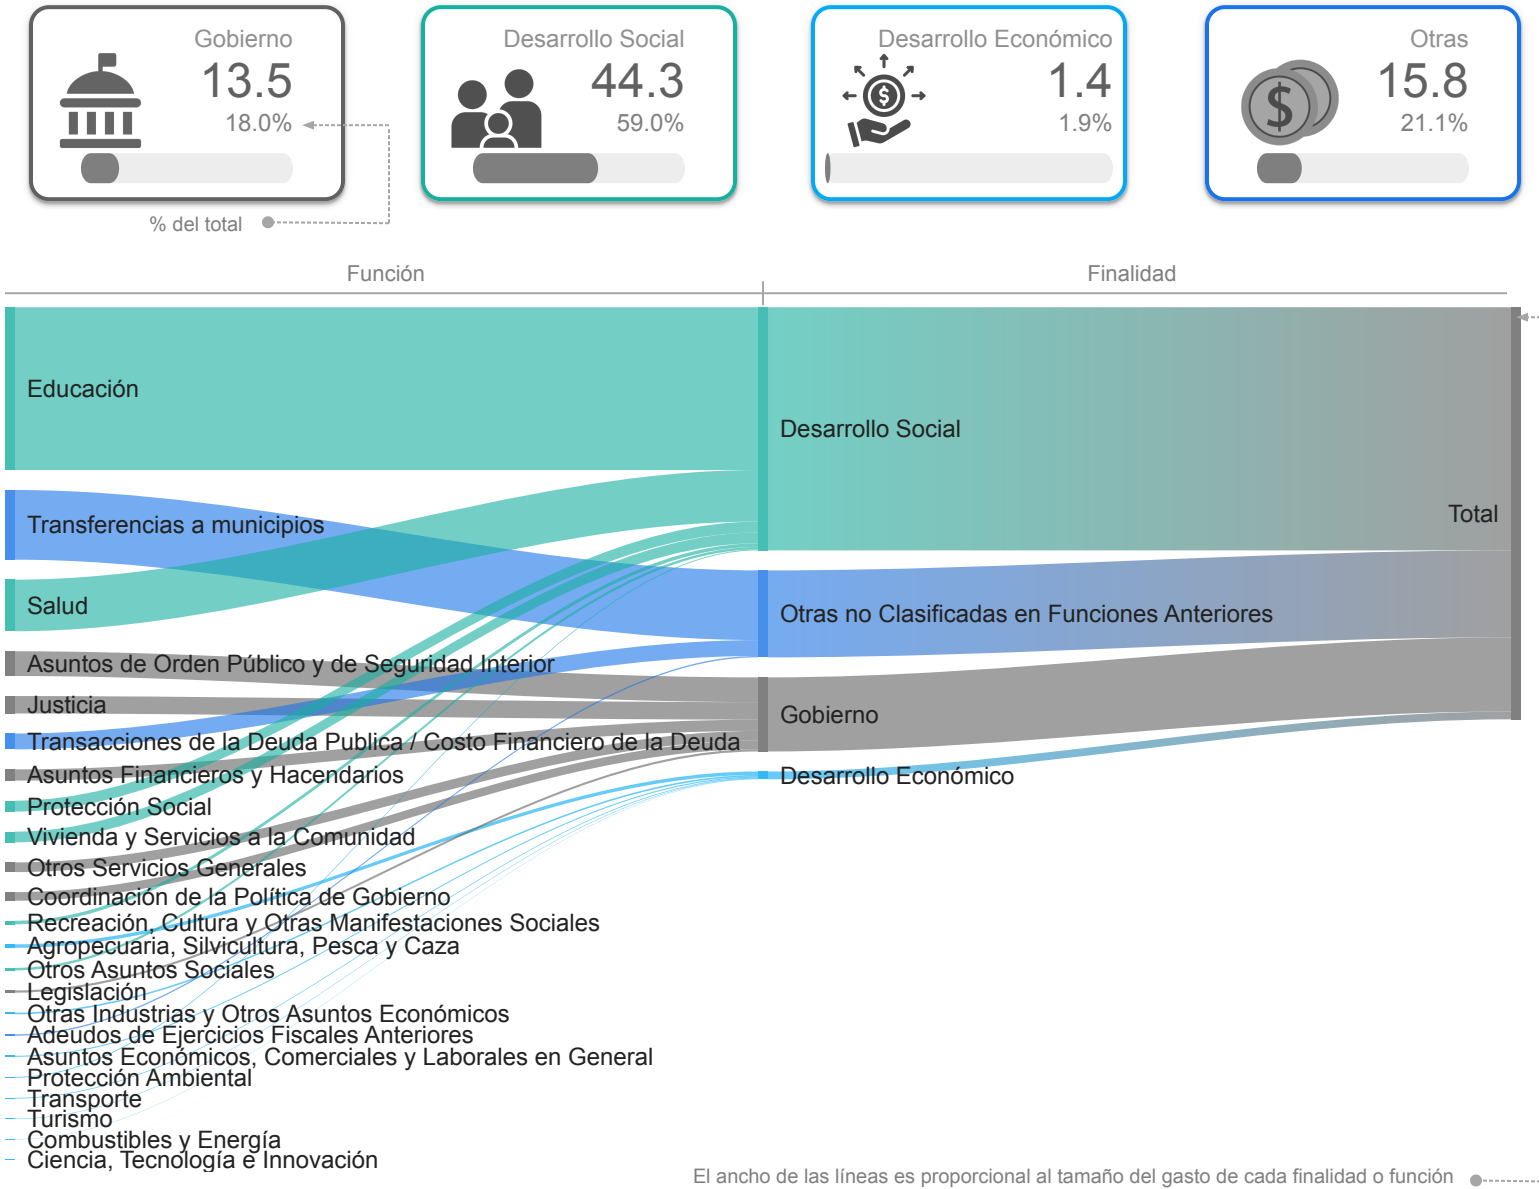 Gobierno
13.5
18.0%
Desarrollo Social
44.3
59.0%
Desarrollo Económico
1.4
1.9%
Otras
15.8
21.1%
$
$
% del total
Función
Finalidad
Educación
Transferencias a municipios
Salud
Asuntos de Orden Público y de Seguridad Interior
Justicia
Transacciones de la Deuda Publica / Costo Financiero de la Deuda
Asuntos Financieros y Hacendarios
Protección Social
Vivienda y Servicios a la Comunidad
Otros Servicios Generales
Coordinación de la Política de Gobierno
Recreación, Cultura y Otras Manifestaciones Sociales
Agropecuaria, Silvicultura, Pesca y Caza
Otros Asuntos Sociales
Legislación
Otras Industrias y Otros Asuntos Económicos
Adeudos de Ejercicios Fiscales Anteriores
Asuntos Económicos, Comerciales y Laborales en General
Protección Ambiental
Transporte
Turismo
Combustibles y Energía
Ciencia, Tecnología e Innovación
Desarrollo Social
Otras no Clasificadas en Funciones Anteriores
Gobierno
Desarrollo Económico
Total
El ancho de las líneas es proporcional al tamaño del gasto de cada finalidad o función